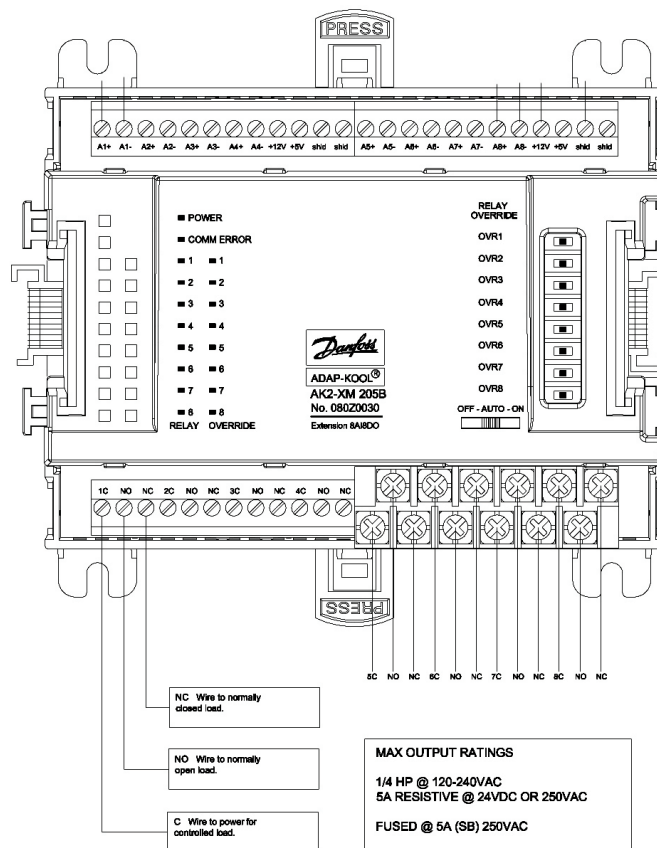 PRESS
A1+ A1- A2+ A2- A3+ A3- A4+ A4- +12V +5V shld shld A5+ A5- A6+ A6- A7+ A7- A8+ A8- +12V +5V shld shld
POWER
COMM ERROR
1 1
2 2
3 3
4 4
5 5
6 6
7 7
8 8
RELAY OVERRIDE
Danfoss
ADAP-KOOL®
AK2-XM 205B
No. 080Z0030
Extension 8AI8DO
RELAY
OVERRIDE
OVR1
OVR2
OVR3
OVR4
OVR5
OVR6
OVR7
OVR8
OFF - AUTO - ON
1C NO NC 2C NO NC 3C NO NC 4C NO NC
PRESS
5C NO NC 6C NO NC 7C NO NC 8C NO NC
NC Wire to normally
closed load.
NO Wire to normally
open load.
C Wire to power for
controlled load.
MAX OUTPUT RATINGS
1/4 HP @ 120-240VAC
5A RESISTIVE @ 24VDC OR 250VAC
FUSED @ 5A (SB) 250VAC